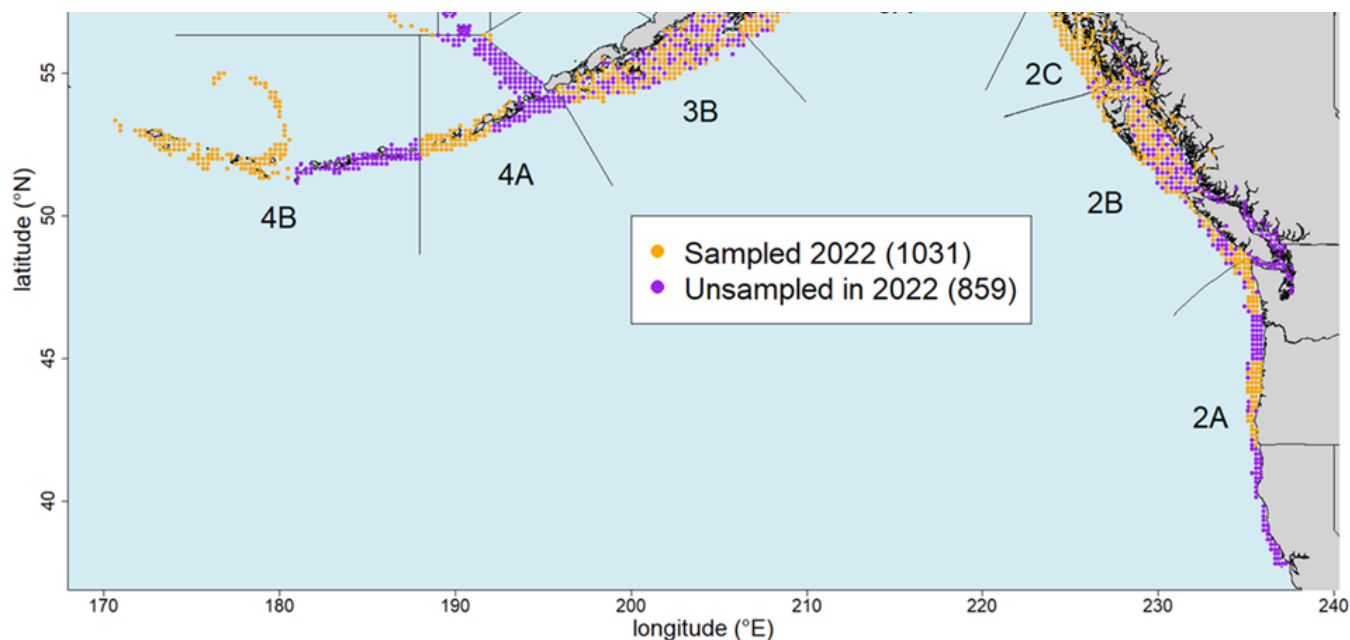 55
50
45
40
latitude (°N)
2C
3B
4A
4B
2B
Sampled 2022 (1031)
Unsampled in 2022 (859)
2A
170 180 190 200 210 220 230 240
longitude (°E)